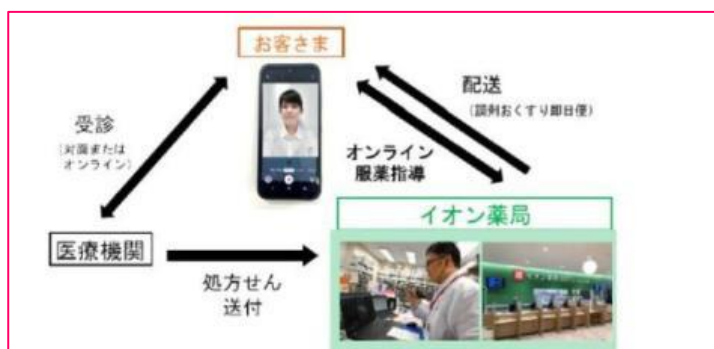 お客さま
配送
(調剤おくすり即日便)
受診
(対面または
オンライン)
オンライン
服薬指導
イオン薬局
医療機関
処方せん
送付